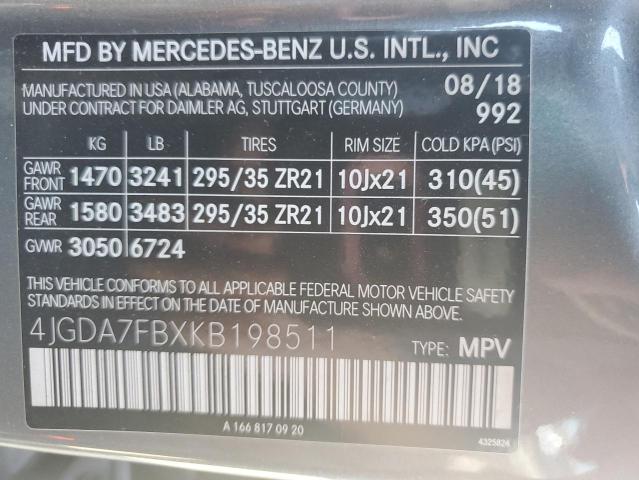 MFD BY MERCEDES-BENZ U.S. INTL., INC
MANUFACTURED IN USA (ALABAMA, TUSCALOOSA COUNTY) 08/18
UNDER CONTRACT FOR DAIMLER AG, STUTTGART (GERMANY) 992
KG LB TIRES RIM SIZE COLD KPA (PSI)
GAWR FRONT 1470 3241 295/35 ZR21 10Jx21 310(45)
GAWR REAR 1580 3483 295/35 ZR21 10Jx21 350(51)
GVWR 3050 6724
THIS VEHICLE CONFORMS TO ALL APPLICABLE FEDERAL MOTOR VEHICLE SAFETY
STANDARDS IN EFFECT ON THE DATE OF MANUFACTURE SHOWN ABOVE.
4JGDA7FBXKB198511 TYPE: MPV
A 166 817 09 20
4325824